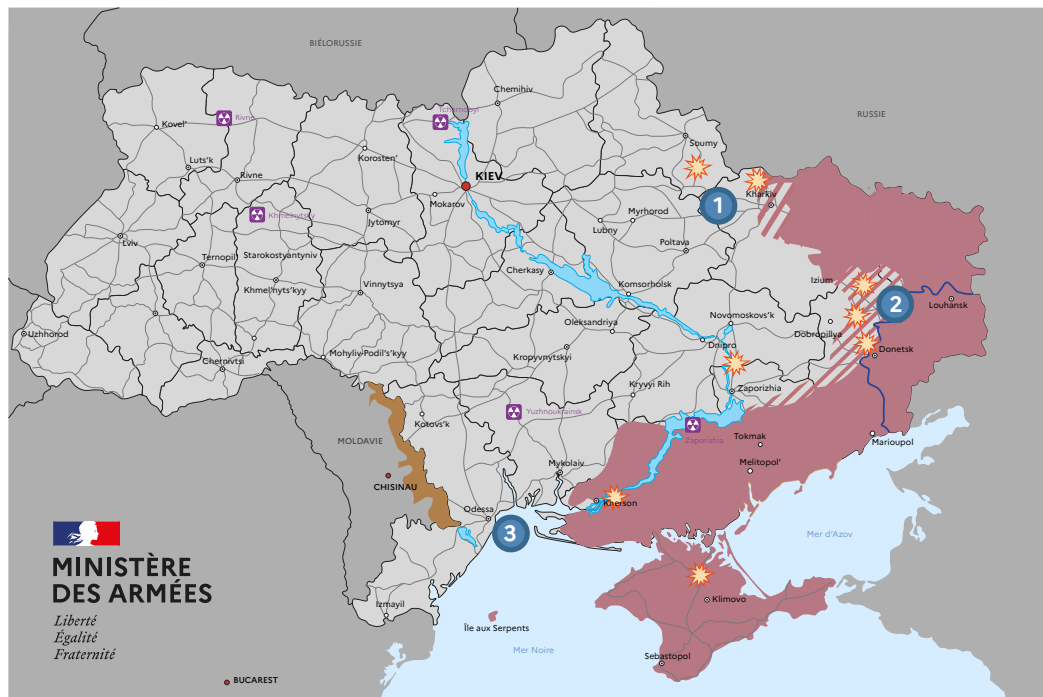 BIÉLORUSSIE
Chemihiv
RUSSIE
Tchernobyl
Rivne
Kovel'
Soumy
Korosten'
Luts'k
KIEV
Rivne
Kharkiv
1
Mokarov
Myrhorod
Khmelnytsky
Jytomyr
Lubny
Lviv
Poltava
Ternopil
Starokostyantyniv
Cherkasy
Izium
Vinnytsya
Khmel'nyts'kyy
Komsorholsk
2
Louhansk
Novomoskovs'k
Oleksandriya
Dobropillya
Uzhhorod
Dnipro
Mohyliv-Podil's'kyy
Kropyvnytskyi
Donetsk
Chernivtsi
Kryvyi Rih
Zaporizhia
Yuzhnoukrainsk
Kotovs'k
MOLDAVIE
Tokmak
Zaporizhia
Marioupol
Mykolaiv
Melitopol'
CHISINAU
Kherson
Odessa
3
Mer d'Azov
MINISTÈRE
DES ARMÉES
Liberté
Égalité
Fraternité
Izmayil
Klimovo
Île aux Serpents
Mer Noire
Sebastopol
BUCAREST